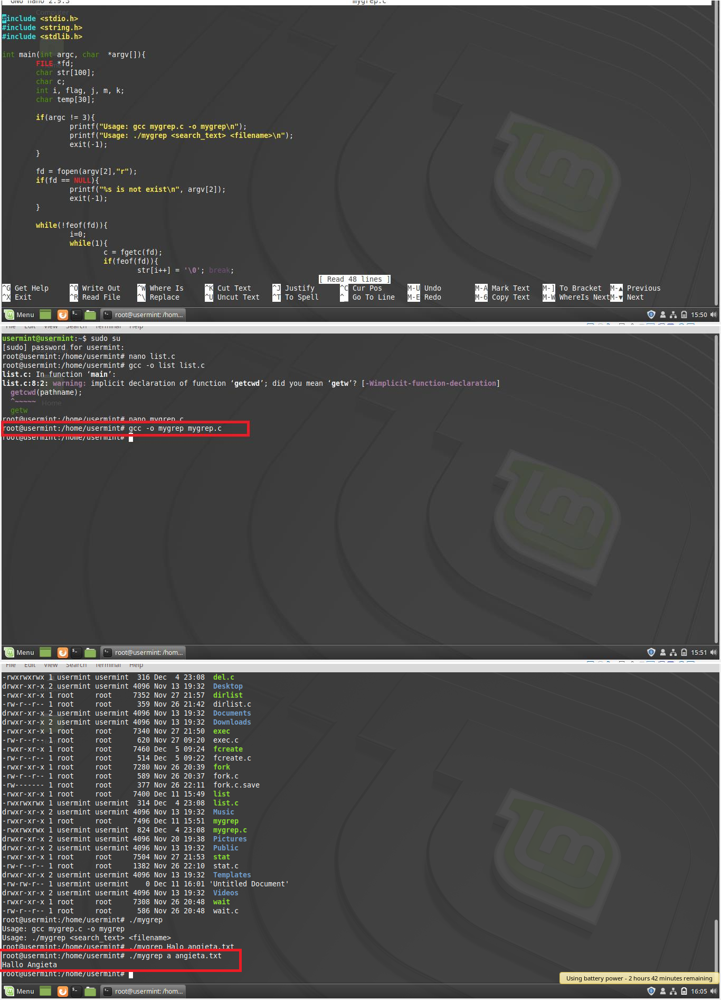 GNU nano 2.9.3 mygrep.c
Computer
#include <stdio.h>
#include <string.h>
#include <stdlib.h>
int main(int argc, char  *argv[]){
FILE *fd;
Home
char str[100];
char c;
int i, flag, j, m, k;
char temp[30];
if(argc != 3){
printf("Usage: gcc mygrep.c -o mygrep\n");
printf("Usage: ./mygrep <search_text> <filename>\n");
exit(-1);
}
fd = fopen(argv[2],"r");
if(fd == NULL){
printf("%s is not exist\n", argv[2]);
exit(-1);
}
while(!feof(fd)){
i=0;
while(1){
c = fgetc(fd);
if(feof(fd)){
str[i++] = '\0'; break;
[ Read 48 lines ]
^G Get Help ^O Write Out ^W Where Is ^K Cut Text ^J Justify ^C Cur Pos M-U Undo M-A Mark Text M-] To Bracket M-▲ Previous
^X Exit ^R Read File ^\ Replace ^U Uncut Text ^T To Spell ^_ Go To Line M-E Redo M-6 Copy Text M-W WhereIs Next M-▼ Next
Menu root@usermint: /hom... 15:50
File Edit View Search Terminal Help
usermint@usermint:~$ sudo su
[sudo] password for usermint:
root@usermint:/home/usermint# nano list.c
root@usermint:/home/usermint# gcc -o list list.c
list.c: In function ‘main’:
list.c:8:2: warning: implicit declaration of function ‘getcwd’; did you mean ‘getw’? [-Wimplicit-function-declaration]
getcwd(pathname);
^~~~~~
Home
getw
root@usermint:/home/usermint# nano mygrep.c
root@usermint:/home/usermint# gcc -o mygrep mygrep.c
root@usermint:/home/usermint#
Menu root@usermint: /hom... 15:51
File Edit View Search Terminal Help
-rwxrwxrwx 1 usermint usermint  316 Dec  4 23:08  del.c
drwxr-xr-x 2 usermint usermint 4096 Nov 13 19:32  Desktop
-rwxr-xr-x 1 root     root     7352 Nov 27 21:57  dirlist
-rw-r--r-- 1 root     root      359 Nov 26 21:42  dirlist.c
drwxr-xr-x 2 usermint usermint 4096 Nov 13 19:32  Documents
drwxr-xr-x 2 usermint usermint 4096 Nov 13 19:32  Downloads
-rwxr-xr-x 1 root     root     7340 Nov 27 21:50  exec
-rw-r--r-- 1 root     root      620 Nov 27 09:20  exec.c
-rwxr-xr-x 1 root     root     7460 Dec  5 09:24  fcreate
-rw-r--r-- 1 root     root      514 Dec  5 09:22  fcreate.c
-rwxr-xr-x 1 root     root     7280 Nov 26 20:39  fork
-rw-r--r-- 1 root     root      589 Nov 26 20:37  fork.c
-rw------- 1 root     root      377 Nov 26 22:11  fork.c.save
-rwxr-xr-x 1 root     root     7400 Dec 11 15:49  list
-rwxrwxrwx 1 usermint usermint  314 Dec  4 23:08  list.c
drwxr-xr-x 2 usermint usermint 4096 Nov 13 19:32  Music
-rwxr-xr-x 1 root     root     7496 Dec 11 15:51  mygrep
-rwxrwxrwx 1 usermint usermint  824 Dec  4 23:08  mygrep.c
drwxr-xr-x 2 usermint usermint 4096 Nov 20 19:38  Pictures
drwxr-xr-x 2 usermint usermint 4096 Nov 13 19:32  Public
-rwxr-xr-x 1 root     root     7504 Nov 27 21:53  stat
-rw-r--r-- 1 root     root     1382 Nov 26 22:10  stat.c
drwxr-xr-x 2 usermint usermint 4096 Nov 13 19:32  Templates
-rw-rw-r-- 1 usermint usermint    0 Dec 11 16:01 'Untitled Document'
drwxr-xr-x 2 usermint usermint 4096 Nov 13 19:32  Videos
-rwxr-xr-x 1 root     root     7308 Nov 26 20:48  wait
-rw-r--r-- 1 root     root      586 Nov 26 20:48  wait.c
root@usermint:/home/usermint# ./mygrep
Usage: gcc mygrep.c -o mygrep
Usage: ./mygrep <search_text> <filename>
root@usermint:/home/usermint# ./mygrep Halo angieta.txt
root@usermint:/home/usermint# ./mygrep a angieta.txt
Hallo Angieta
root@usermint:/home/usermint#
Using battery power - 2 hours 42 minutes remaining
Menu root@usermint: /hom... 16:05